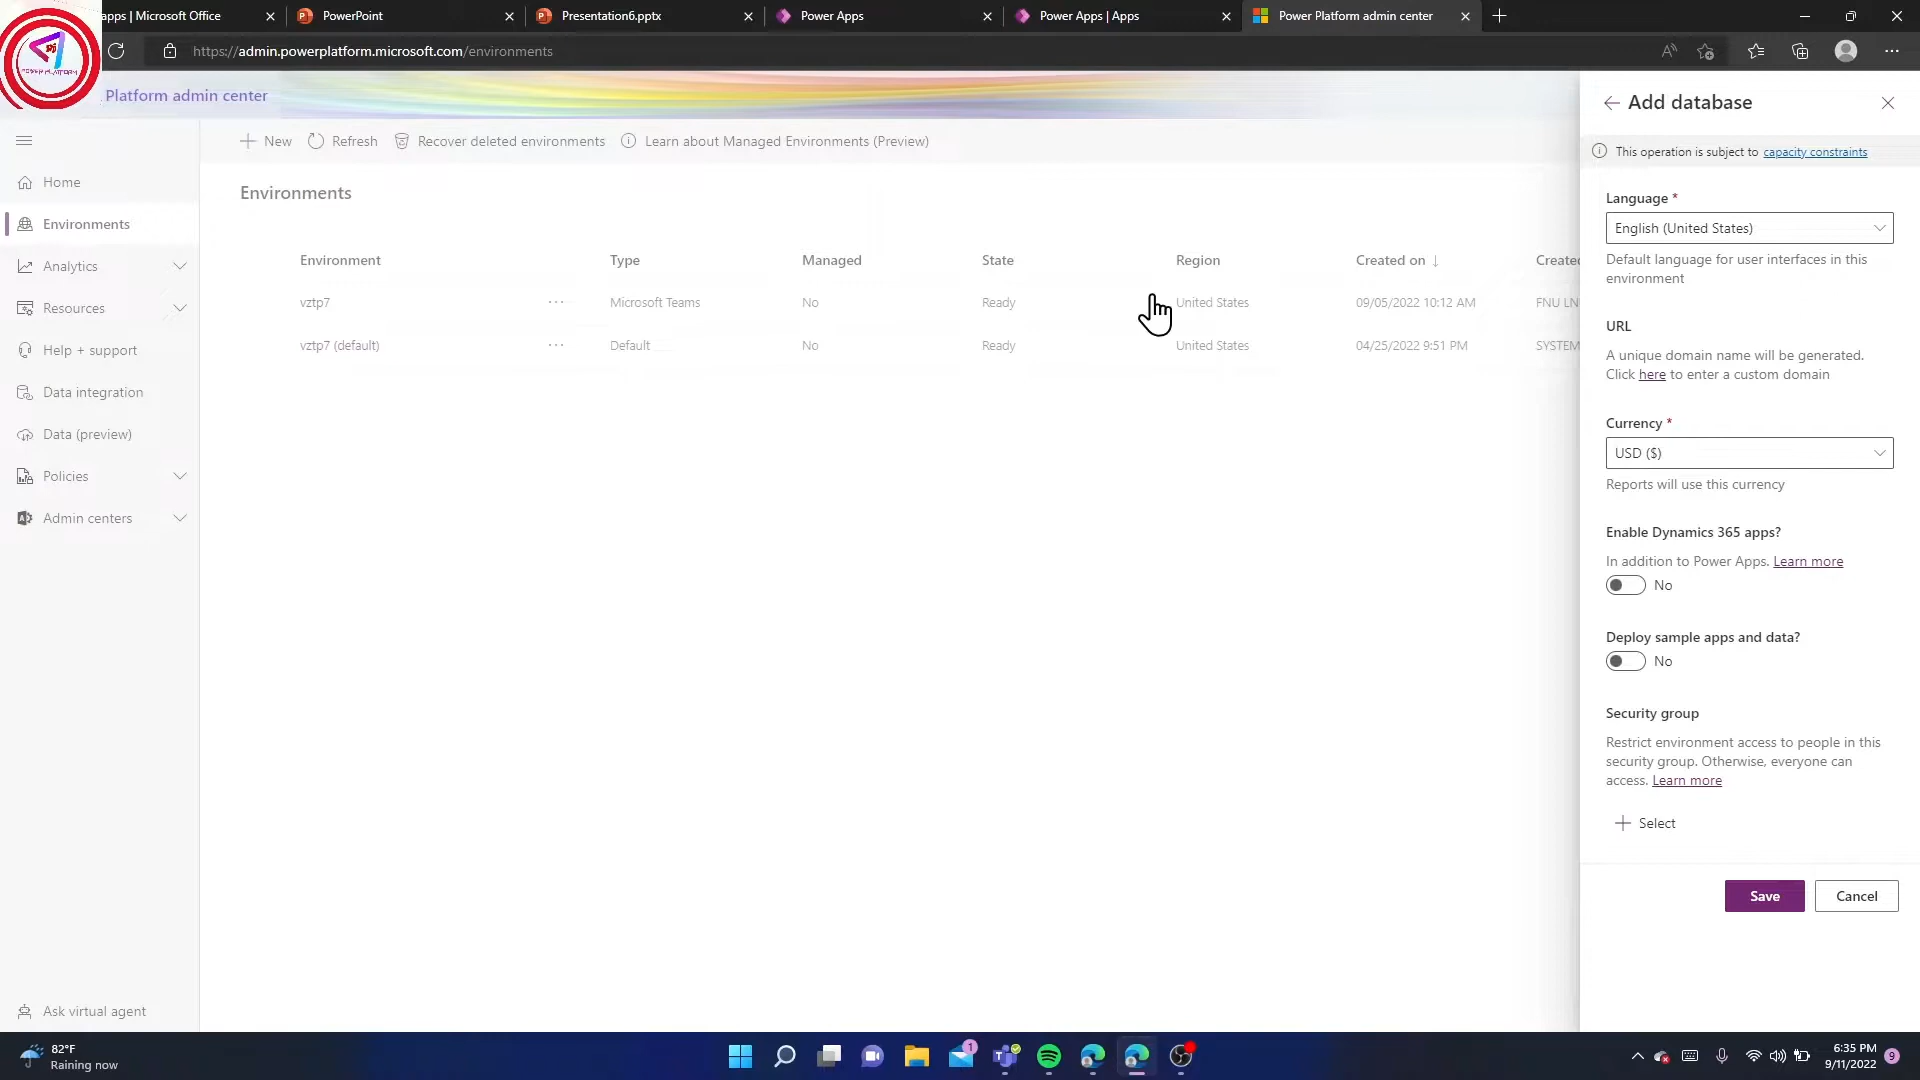 apps | Microsoft Office
PowerPoint
Presentation6.pptx
Power Apps
Power Apps | Apps
Power Platform admin center
https://admin.powerplatform.microsoft.com/environments
POWER PLATFORM
Platform admin center
New
Refresh
Recover deleted environments
Learn about Managed Environments (Preview)
Home
Environments
Analytics
Resources
Help + support
Data integration
Data (preview)
Policies
Admin centers
Ask virtual agent
Environments
Environment Type Managed State Region Created on ↓ Created
vztp7 ··· Microsoft Teams No Ready United States 09/05/2022 10:12 AM FNU LN
vztp7 (default) ··· Default No Ready United States 04/25/2022 9:51 PM SYSTEM
Add database
This operation is subject to capacity constraints
Language *
English (United States)
Default language for user interfaces in this
environment
URL
A unique domain name will be generated.
Click here to enter a custom domain
Currency *
USD ($)
Reports will use this currency
Enable Dynamics 365 apps?
In addition to Power Apps. Learn more
No
Deploy sample apps and data?
No
Security group
Restrict environment access to people in this
security group. Otherwise, everyone can
access. Learn more
Select
Save
Cancel
82°F
Raining now
1
6:35 PM
9/11/2022
9